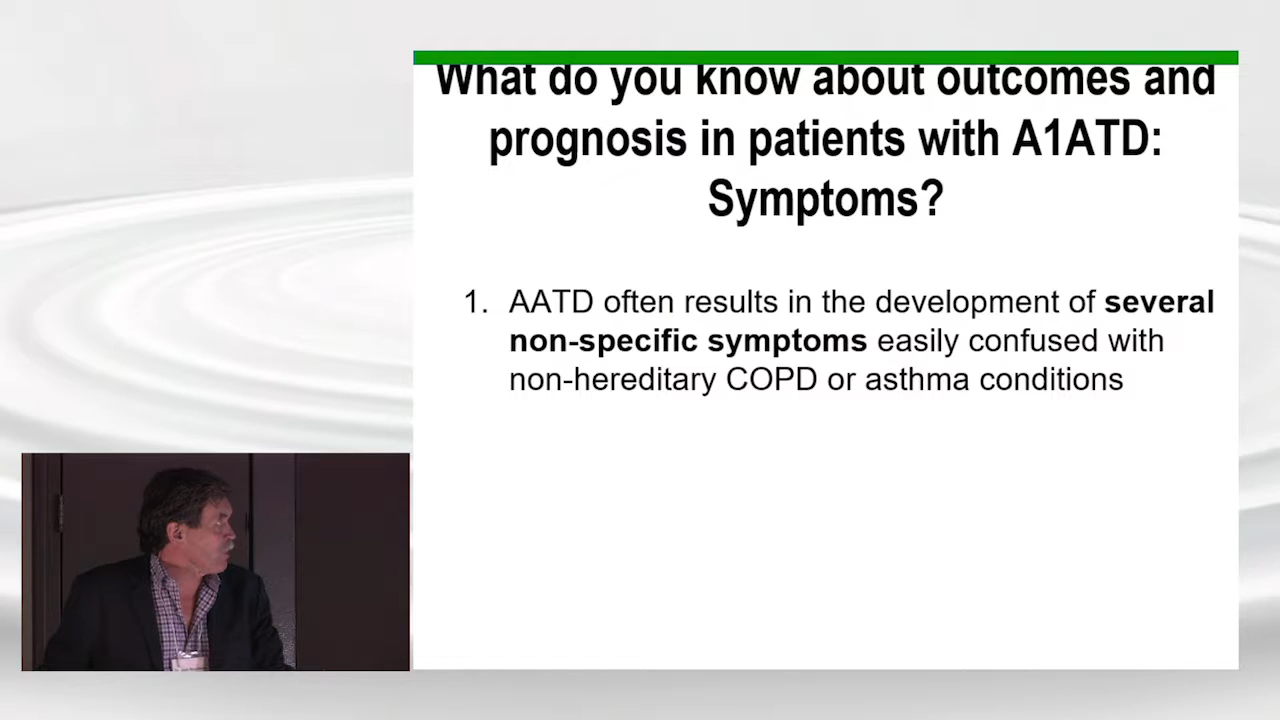 What do you know about outcomes and
prognosis in patients with A1ATD:
Symptoms?
1. AATD often results in the development of several
non-specific symptoms easily confused with
non-hereditary COPD or asthma conditions